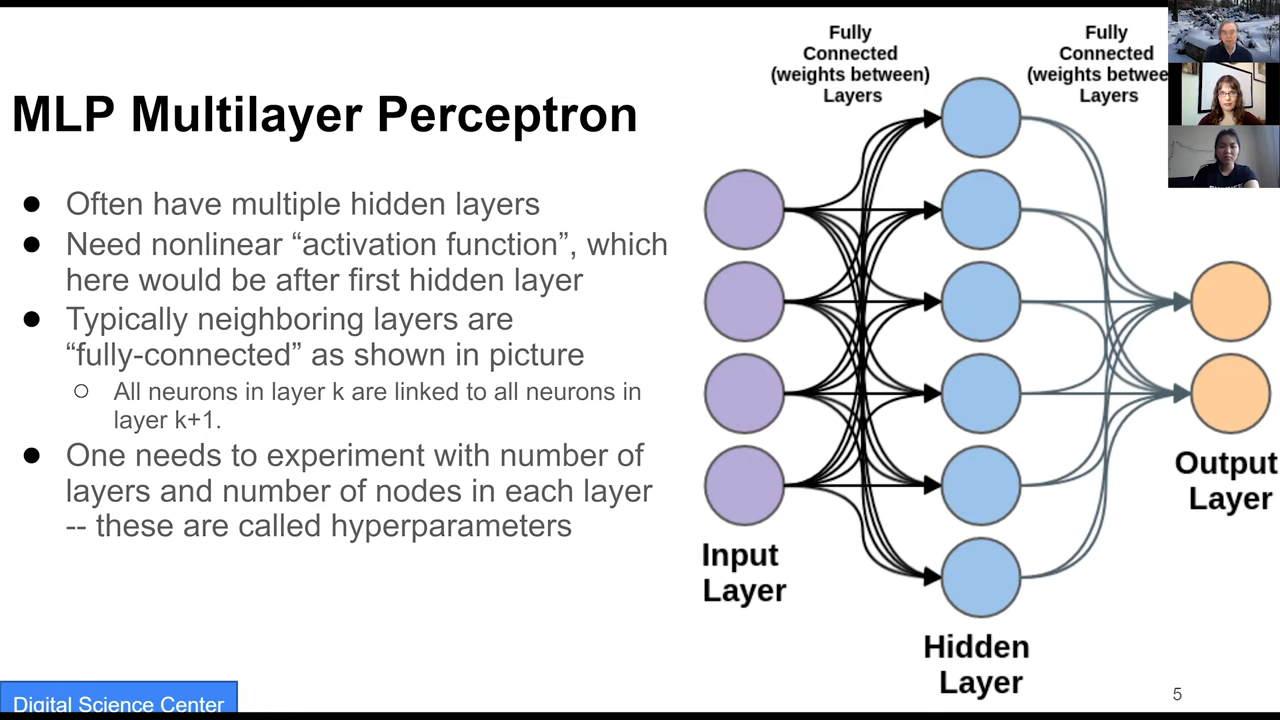 MLP Multilayer Perceptron
● Often have multiple hidden layers
● Need nonlinear “activation function”, which
here would be after first hidden layer
● Typically neighboring layers are
“fully-connected” as shown in picture
○ All neurons in layer k are linked to all neurons in
layer k+1.
● One needs to experiment with number of
layers and number of nodes in each layer
-- these are called hyperparameters
Digital Science Center
Fully
Connected
(weights between)
Layers
Fully
Connected
(weights betwee
Layers
Input
Layer
Hidden
Layer
Output
Layer
5